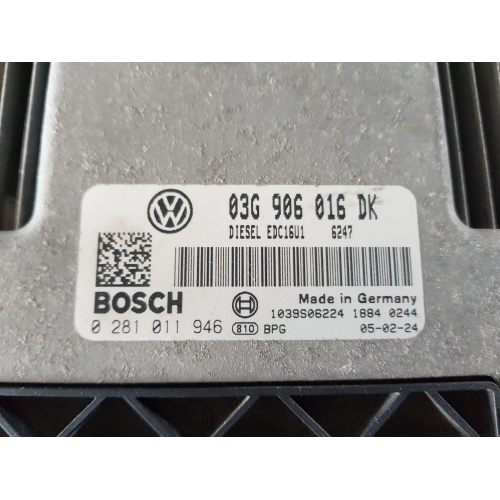 03G 906 016 DK
DIESEL EDC16U1 6247
BOSCH
Made in Germany
1039S06224 1884 0244
0 281 011 946 810 BPG 05-02-24